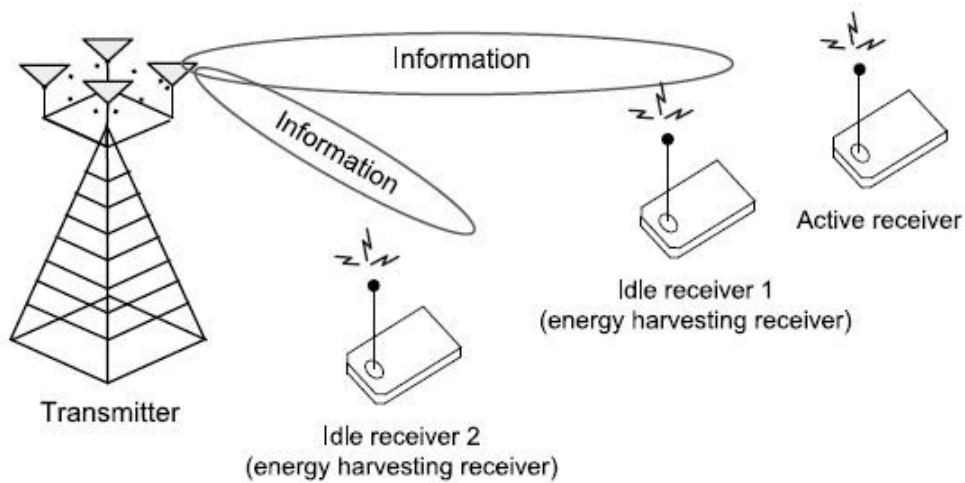 Information
Information
Active receiver
Idle receiver 1
(energy harvesting receiver)
Transmitter
Idle receiver 2
(energy harvesting receiver)